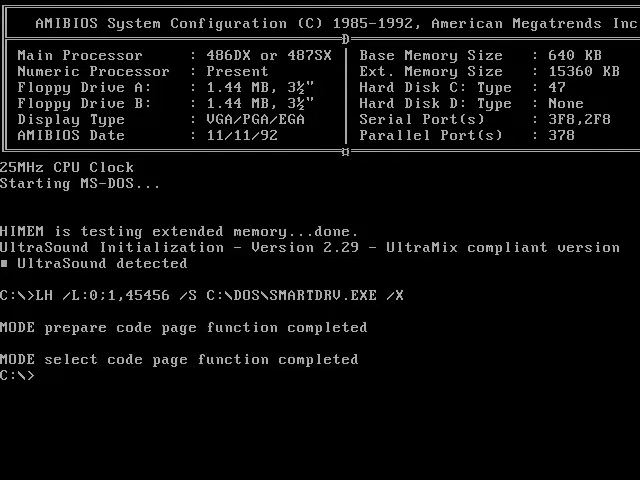 AMIBIOS System Configuration (C) 1985-1992, American Megatrends Inc
Main Processor : 486DX or 487SX Base Memory Size : 640 KB
Numeric Processor : Present Ext. Memory Size : 15360 KB
Floppy Drive A: : 1.44 MB, 3½" Hard Disk C: Type : 47
Floppy Drive B: : 1.44 MB, 3½" Hard Disk D: Type : None
Display Type : VGA/PGA/EGA Serial Port(s) : 3F8,2F8
AMIBIOS Date : 11/11/92 Parallel Port(s) : 378
25MHz CPU Clock
Starting MS-DOS...
HIMEM is testing extended memory...done.
UltraSound Initialization - Version 2.29 - UltraMix compliant version
■ UltraSound detected
C:\>LH /L:0;1,45456 /S C:\DOS\SMARTDRV.EXE /X
MODE prepare code page function completed
MODE select code page function completed
C:\>